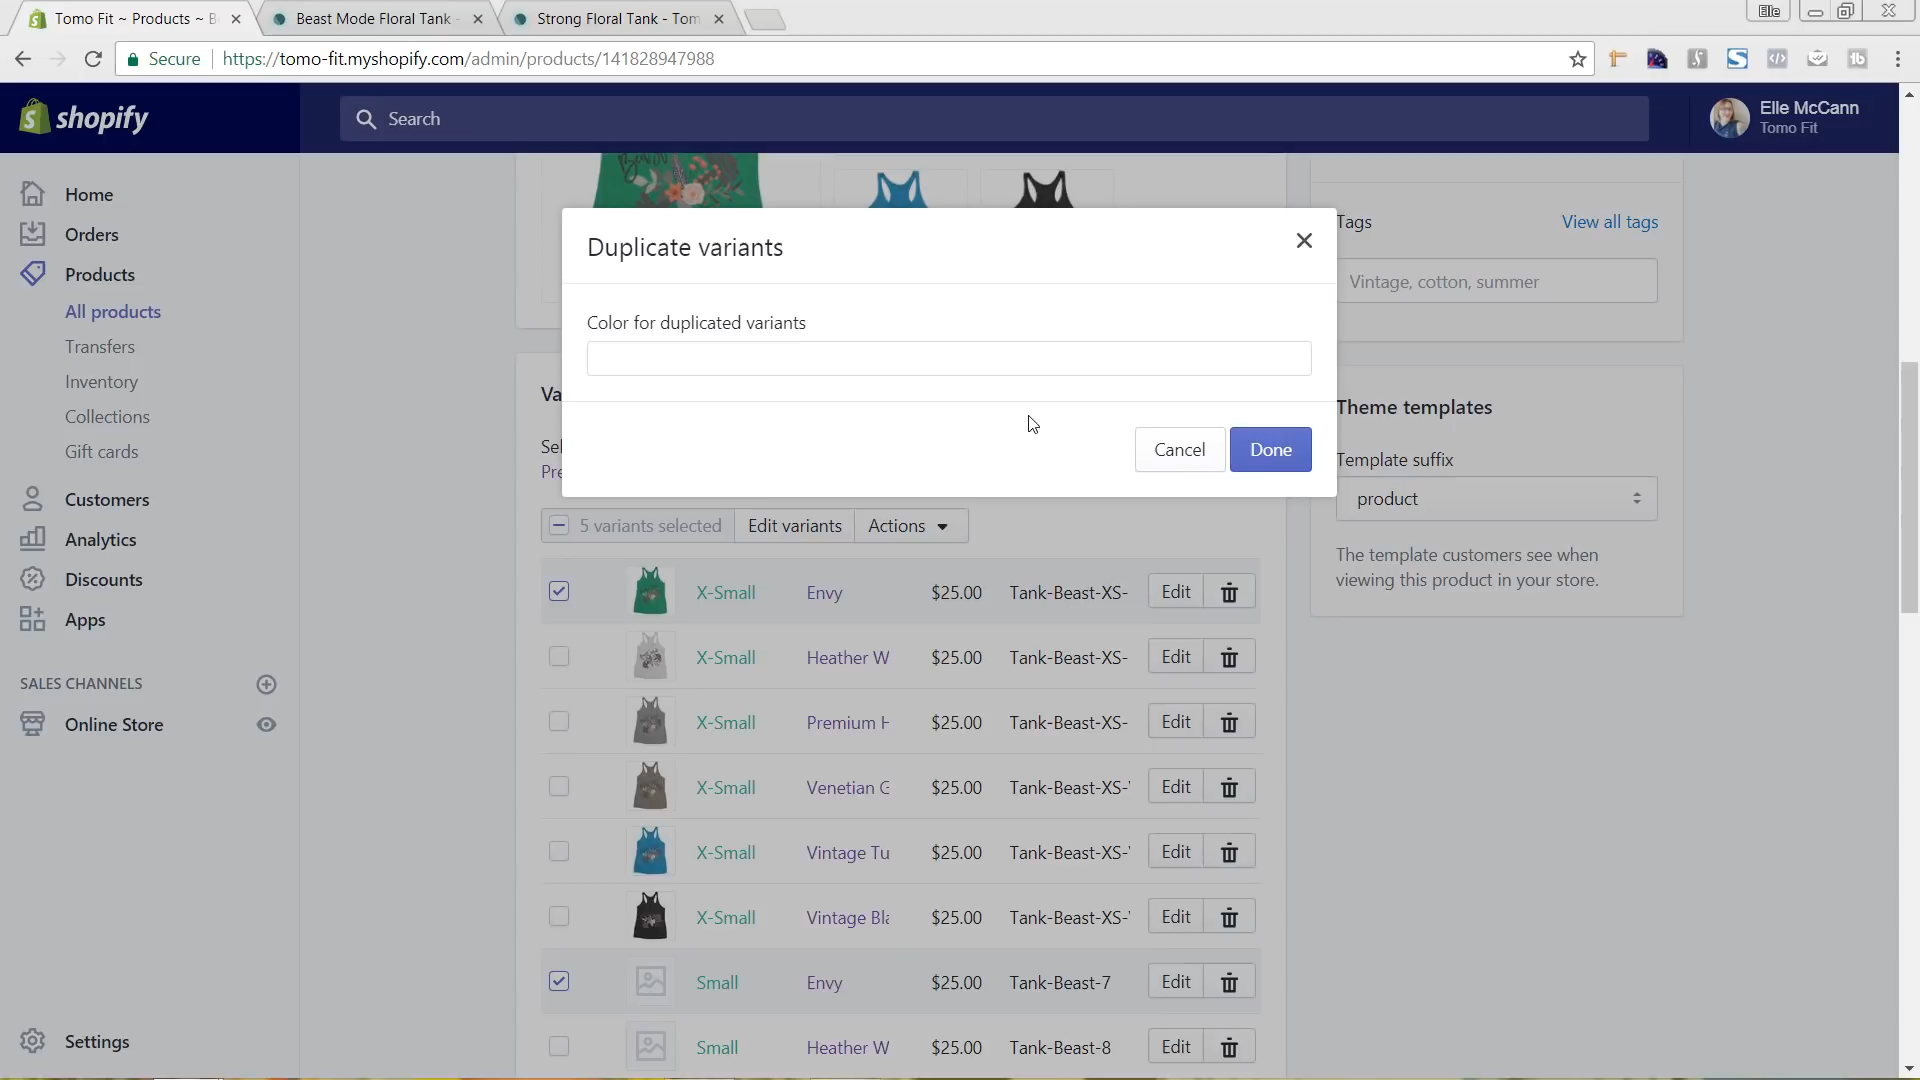 Tomo Fit ~ Products ~ B
Beast Mode Floral Tank -
Strong Floral Tank - Tom
Elle
Secure
https://tomo-fit.myshopify.com/admin/products/141828947988
shopify
Search
Elle McCann
Tomo Fit
Home
Orders
Products
All products
Transfers
Inventory
Collections
Gift cards
Customers
Analytics
Discounts
Apps
SALES CHANNELS
Online Store
Settings
Duplicate variants
Color for duplicated variants
Cancel
Done
Va
Sel
Pre
5 variants selected
Edit variants
Actions
X-Small Envy $25.00 Tank-Beast-XS- Edit
X-Small Heather W $25.00 Tank-Beast-XS- Edit
X-Small Premium H $25.00 Tank-Beast-XS- Edit
X-Small Venetian G $25.00 Tank-Beast-XS- Edit
X-Small Vintage Tu $25.00 Tank-Beast-XS- Edit
X-Small Vintage Bla $25.00 Tank-Beast-XS- Edit
Small Envy $25.00 Tank-Beast-7 Edit
Small Heather W $25.00 Tank-Beast-8 Edit
Tags
View all tags
Vintage, cotton, summer
Theme templates
Template suffix
product
The template customers see when
viewing this product in your store.